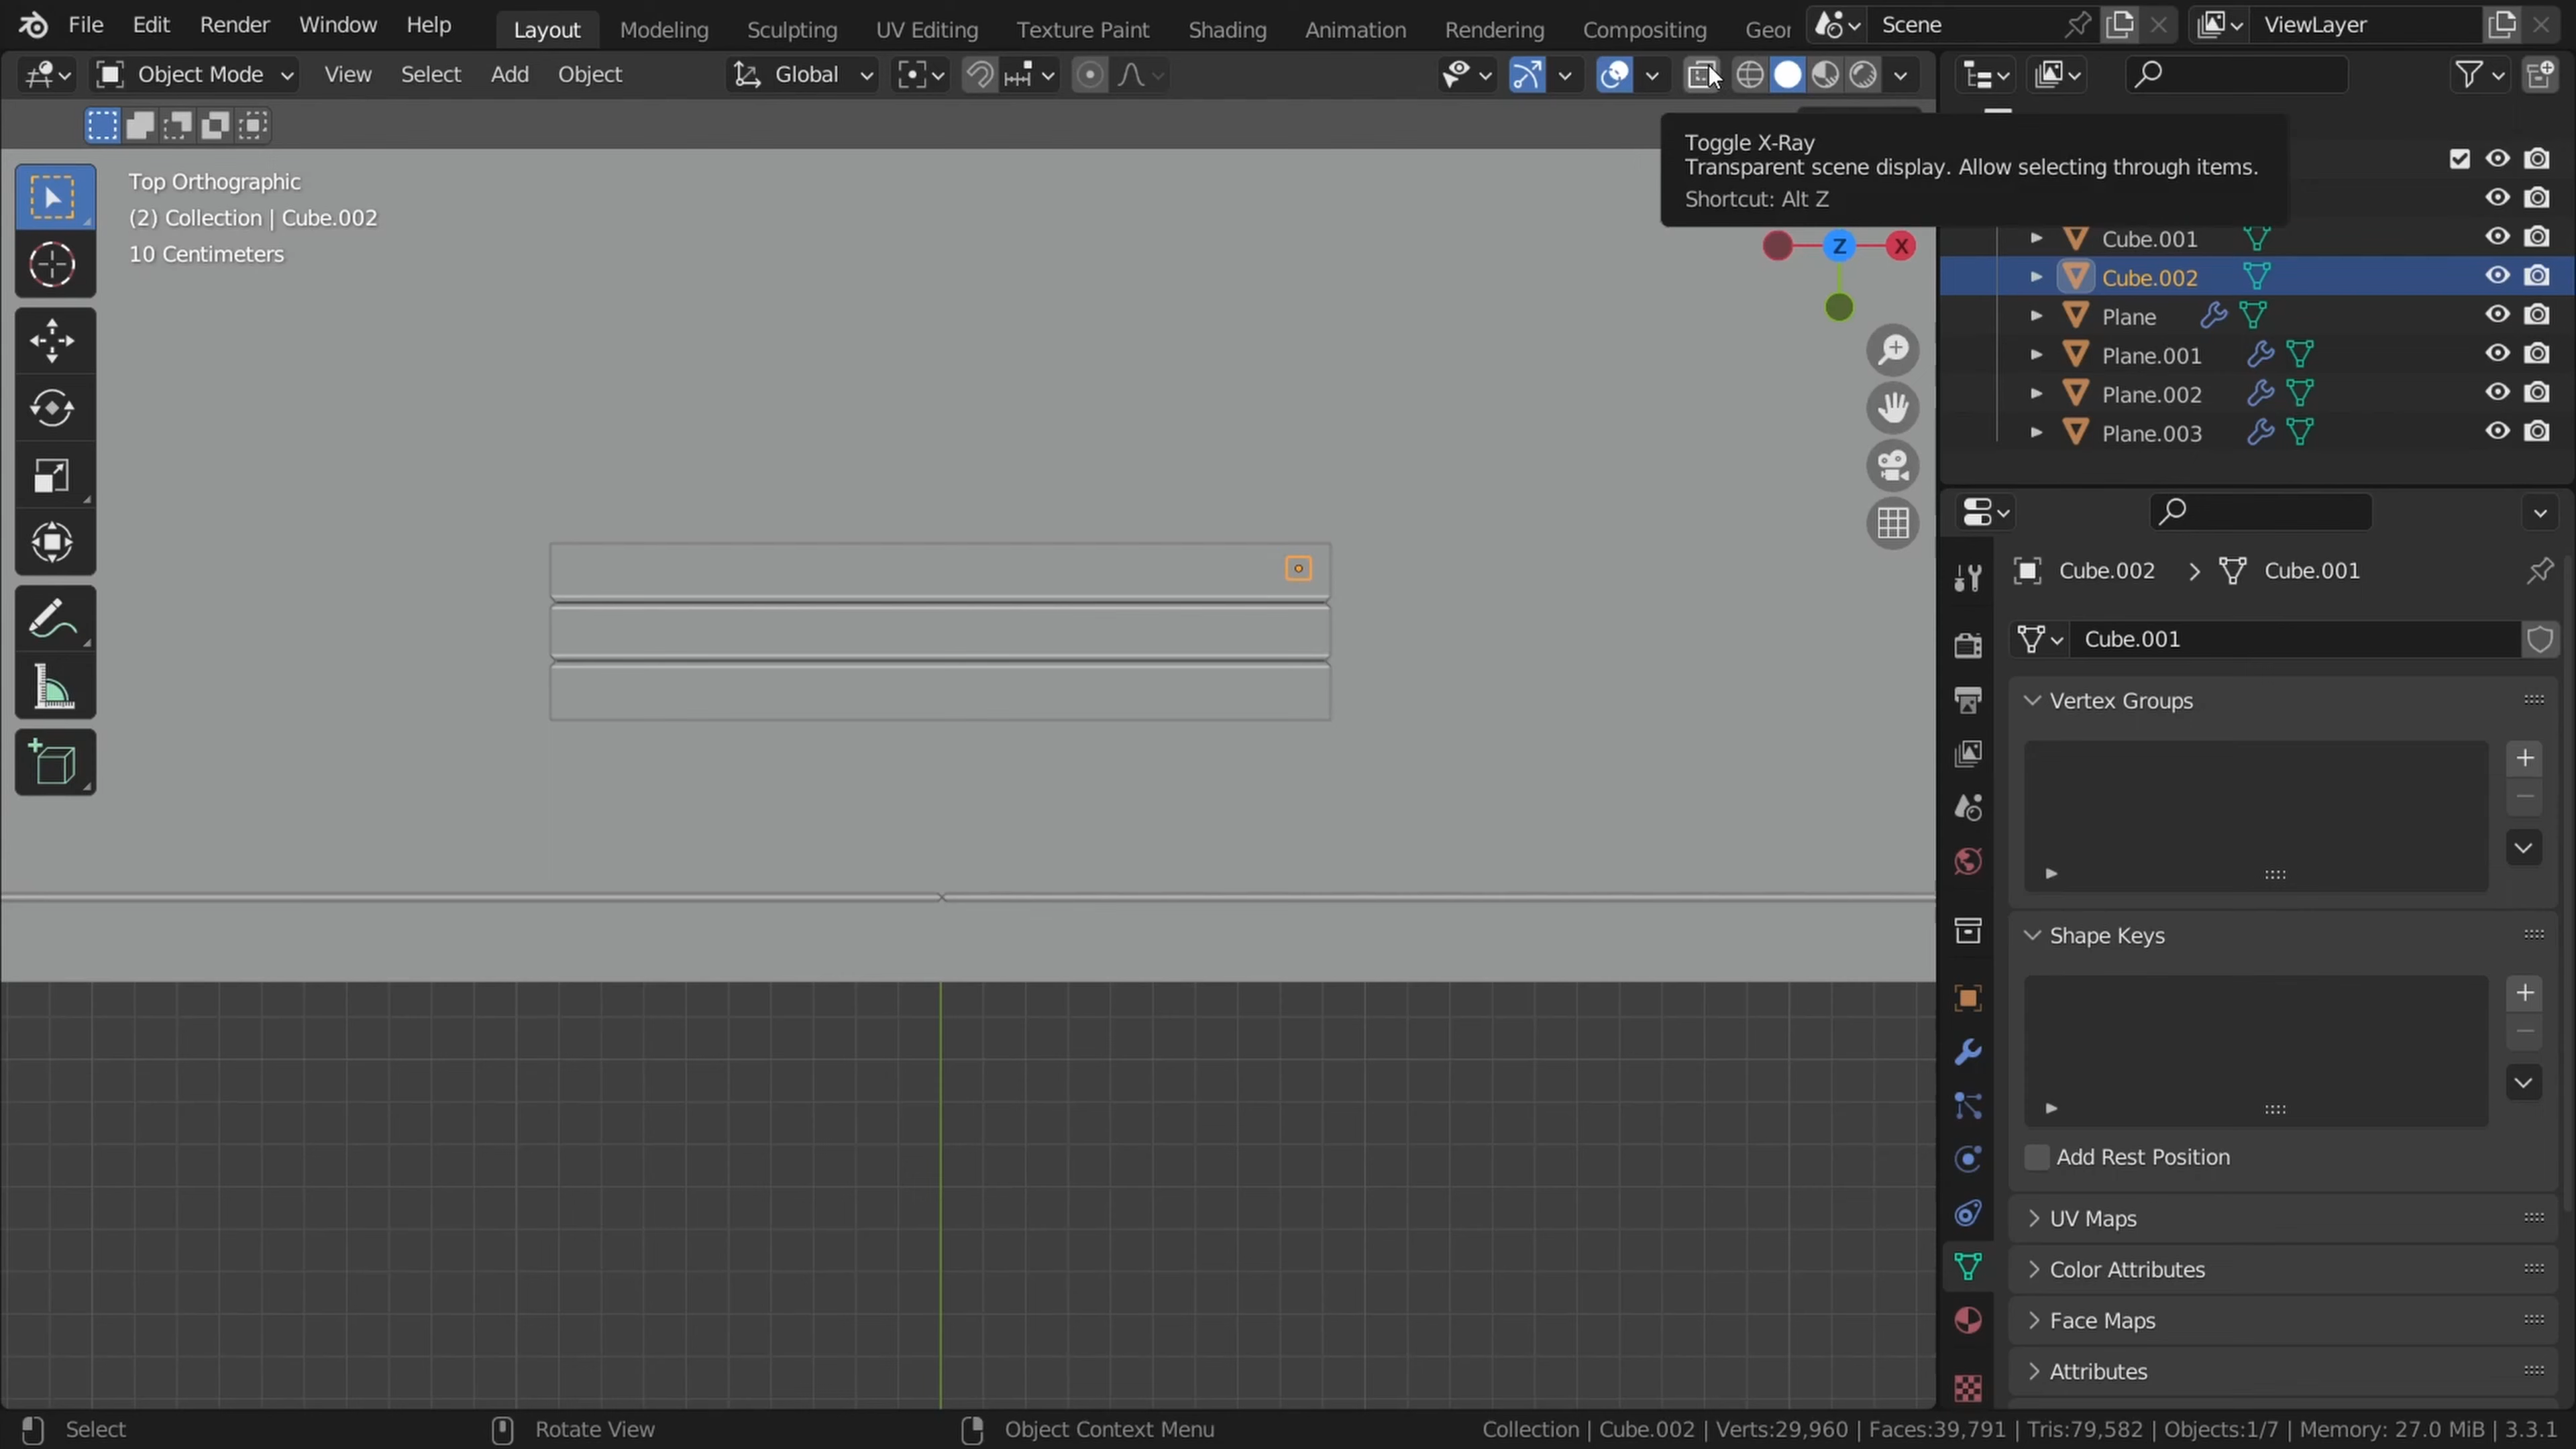 File Edit Render Window Help Layout Modeling Sculpting UV Editing Texture Paint Shading Animation Rendering Compositing Geor Scene ViewLayer
Object Mode View Select Add Object Global
Top Orthographic
(2) Collection | Cube.002
10 Centimeters
Toggle X-Ray
Transparent scene display. Allow selecting through items.
Shortcut: Alt Z
Z X
Cube.001
Cube.002
Plane
Plane.001
Plane.002
Plane.003
Cube.002 > Cube.001
Cube.001
Vertex Groups
Shape Keys
Add Rest Position
UV Maps
Color Attributes
Face Maps
Attributes
Select Rotate View Object Context Menu Collection | Cube.002 | Verts:29,960 | Faces:39,791 | Tris:79,582 | Objects:1/7 | Memory: 27.0 MiB | 3.3.1